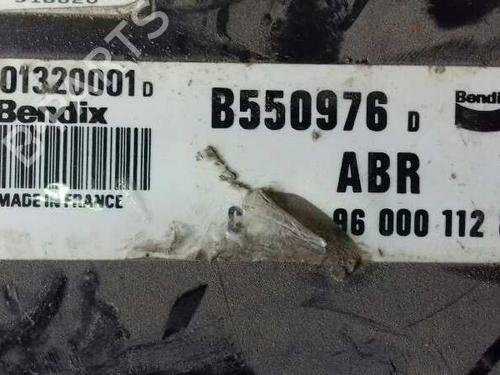 01320001 D
Bendix
MADE IN FRANCE
B550976 D
Bendix
ABR
96 000 112